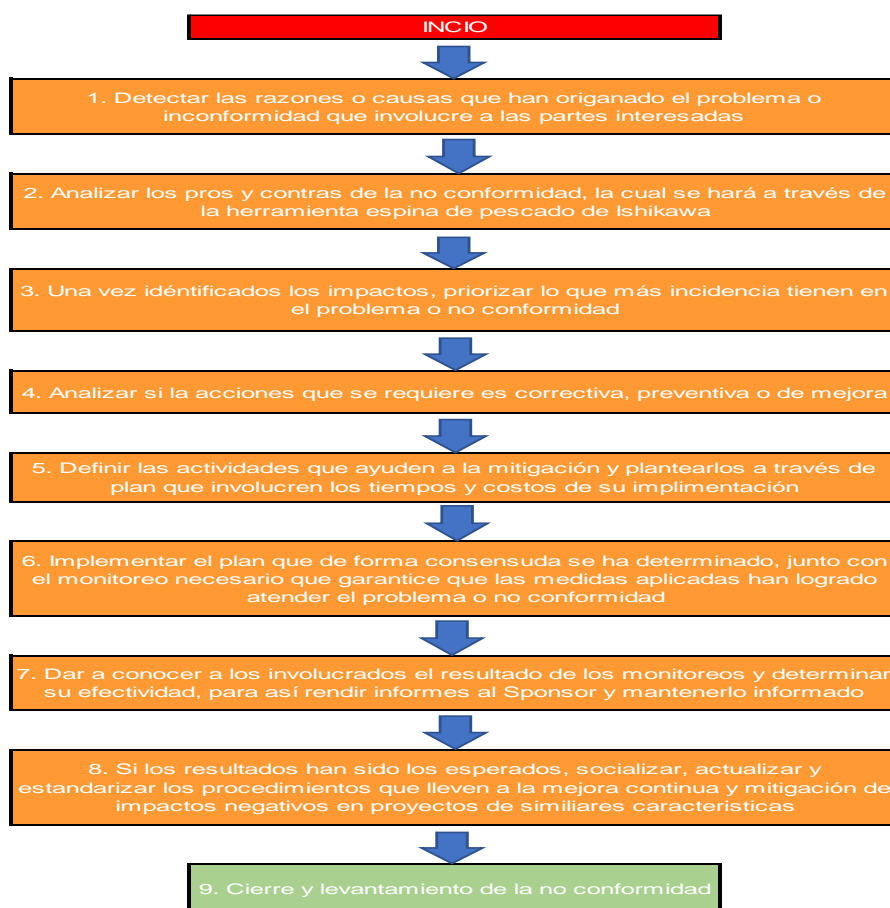 INCIO
1. Detectar las razones o causas que han origanado el problema o
inconformidad que involucre a las partes interesadas
2. Analizar los pros y contras de la no conformidad, la cual se hará a través de
la herramienta espina de pescado de Ishikawa
3. Una vez idéntificados los impactos, priorizar lo que más incidencia tienen en
el problema o no conformidad
4. Analizar si la acciones que se requiere es correctiva, preventiva o de mejora
5. Definir las actividades que ayuden a la mitigación y plantearlos a través de
plan que involucren los tiempos y costos de su implimentación
6. Implementar el plan que de forma consensuda se ha determinado, junto con
el monitoreo necesario que garantice que las medidas aplicadas han logrado
atender el problema o no conformidad
7. Dar a conocer a los involucrados el resultado de los monitoreos y determinar
su efectividad, para así rendir informes al Sponsor y mantenerlo informado
8. Si los resultados han sido los esperados, socializar, actualizar y
estandarizar los procedimientos que lleven a la mejora continua y mitigación de
impactos negativos en proyectos de similiares características
9. Cierre y levantamiento de la no conformidad